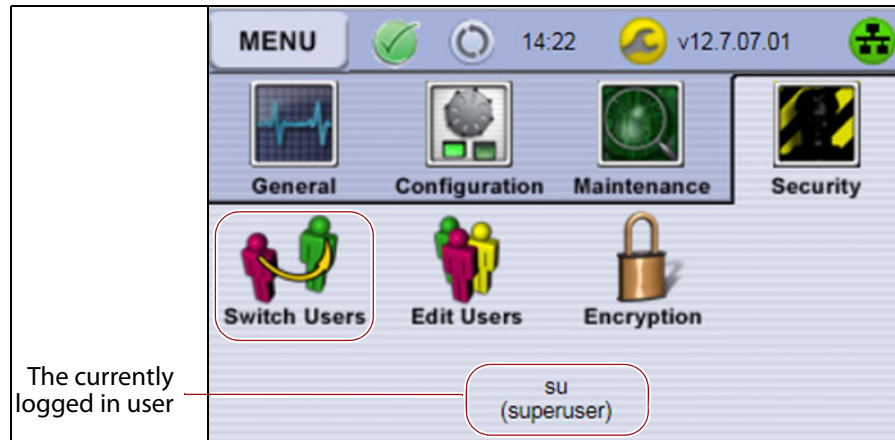 MENU 14:22 v12.7.07.01
General Configuration Maintenance Security
Switch Users Edit Users Encryption
The currently
logged in user
su
(superuser)